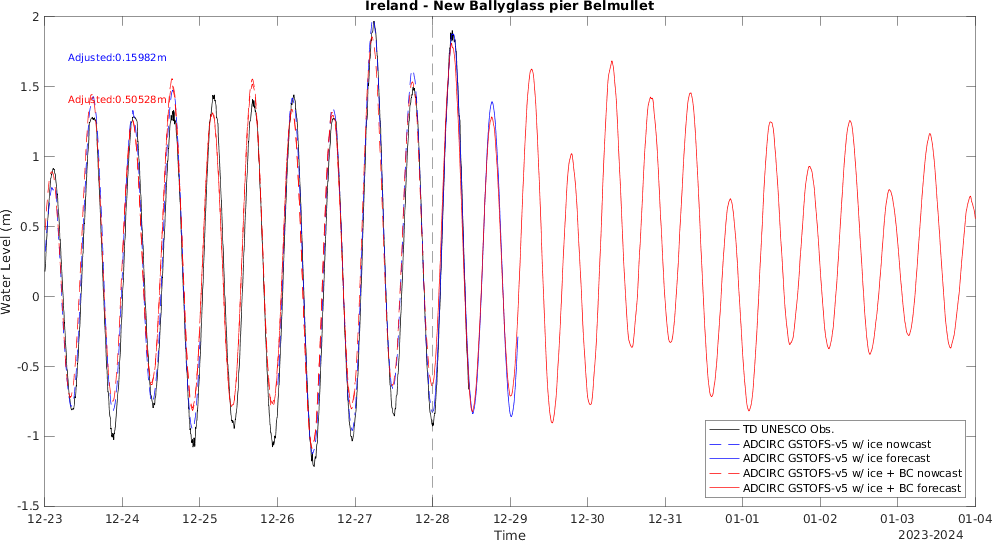 Ireland - New Ballyglass pier Belmullet
Adjusted:0.15982m
Adjusted:0.50528m
Water Level (m)
2
1.5
1
0.5
0
-0.5
-1
-1.5
TD UNESCO Obs.
ADCIRC GSTOFS-v5 w/ ice nowcast
ADCIRC GSTOFS-v5 w/ ice forecast
ADCIRC GSTOFS-v5 w/ ice + BC nowcast
ADCIRC GSTOFS-v5 w/ ice + BC forecast
12-23 12-24 12-25 12-26 12-27 12-28 12-29 12-30 12-31 01-01 01-02 01-03 01-04
Time
2023-2024